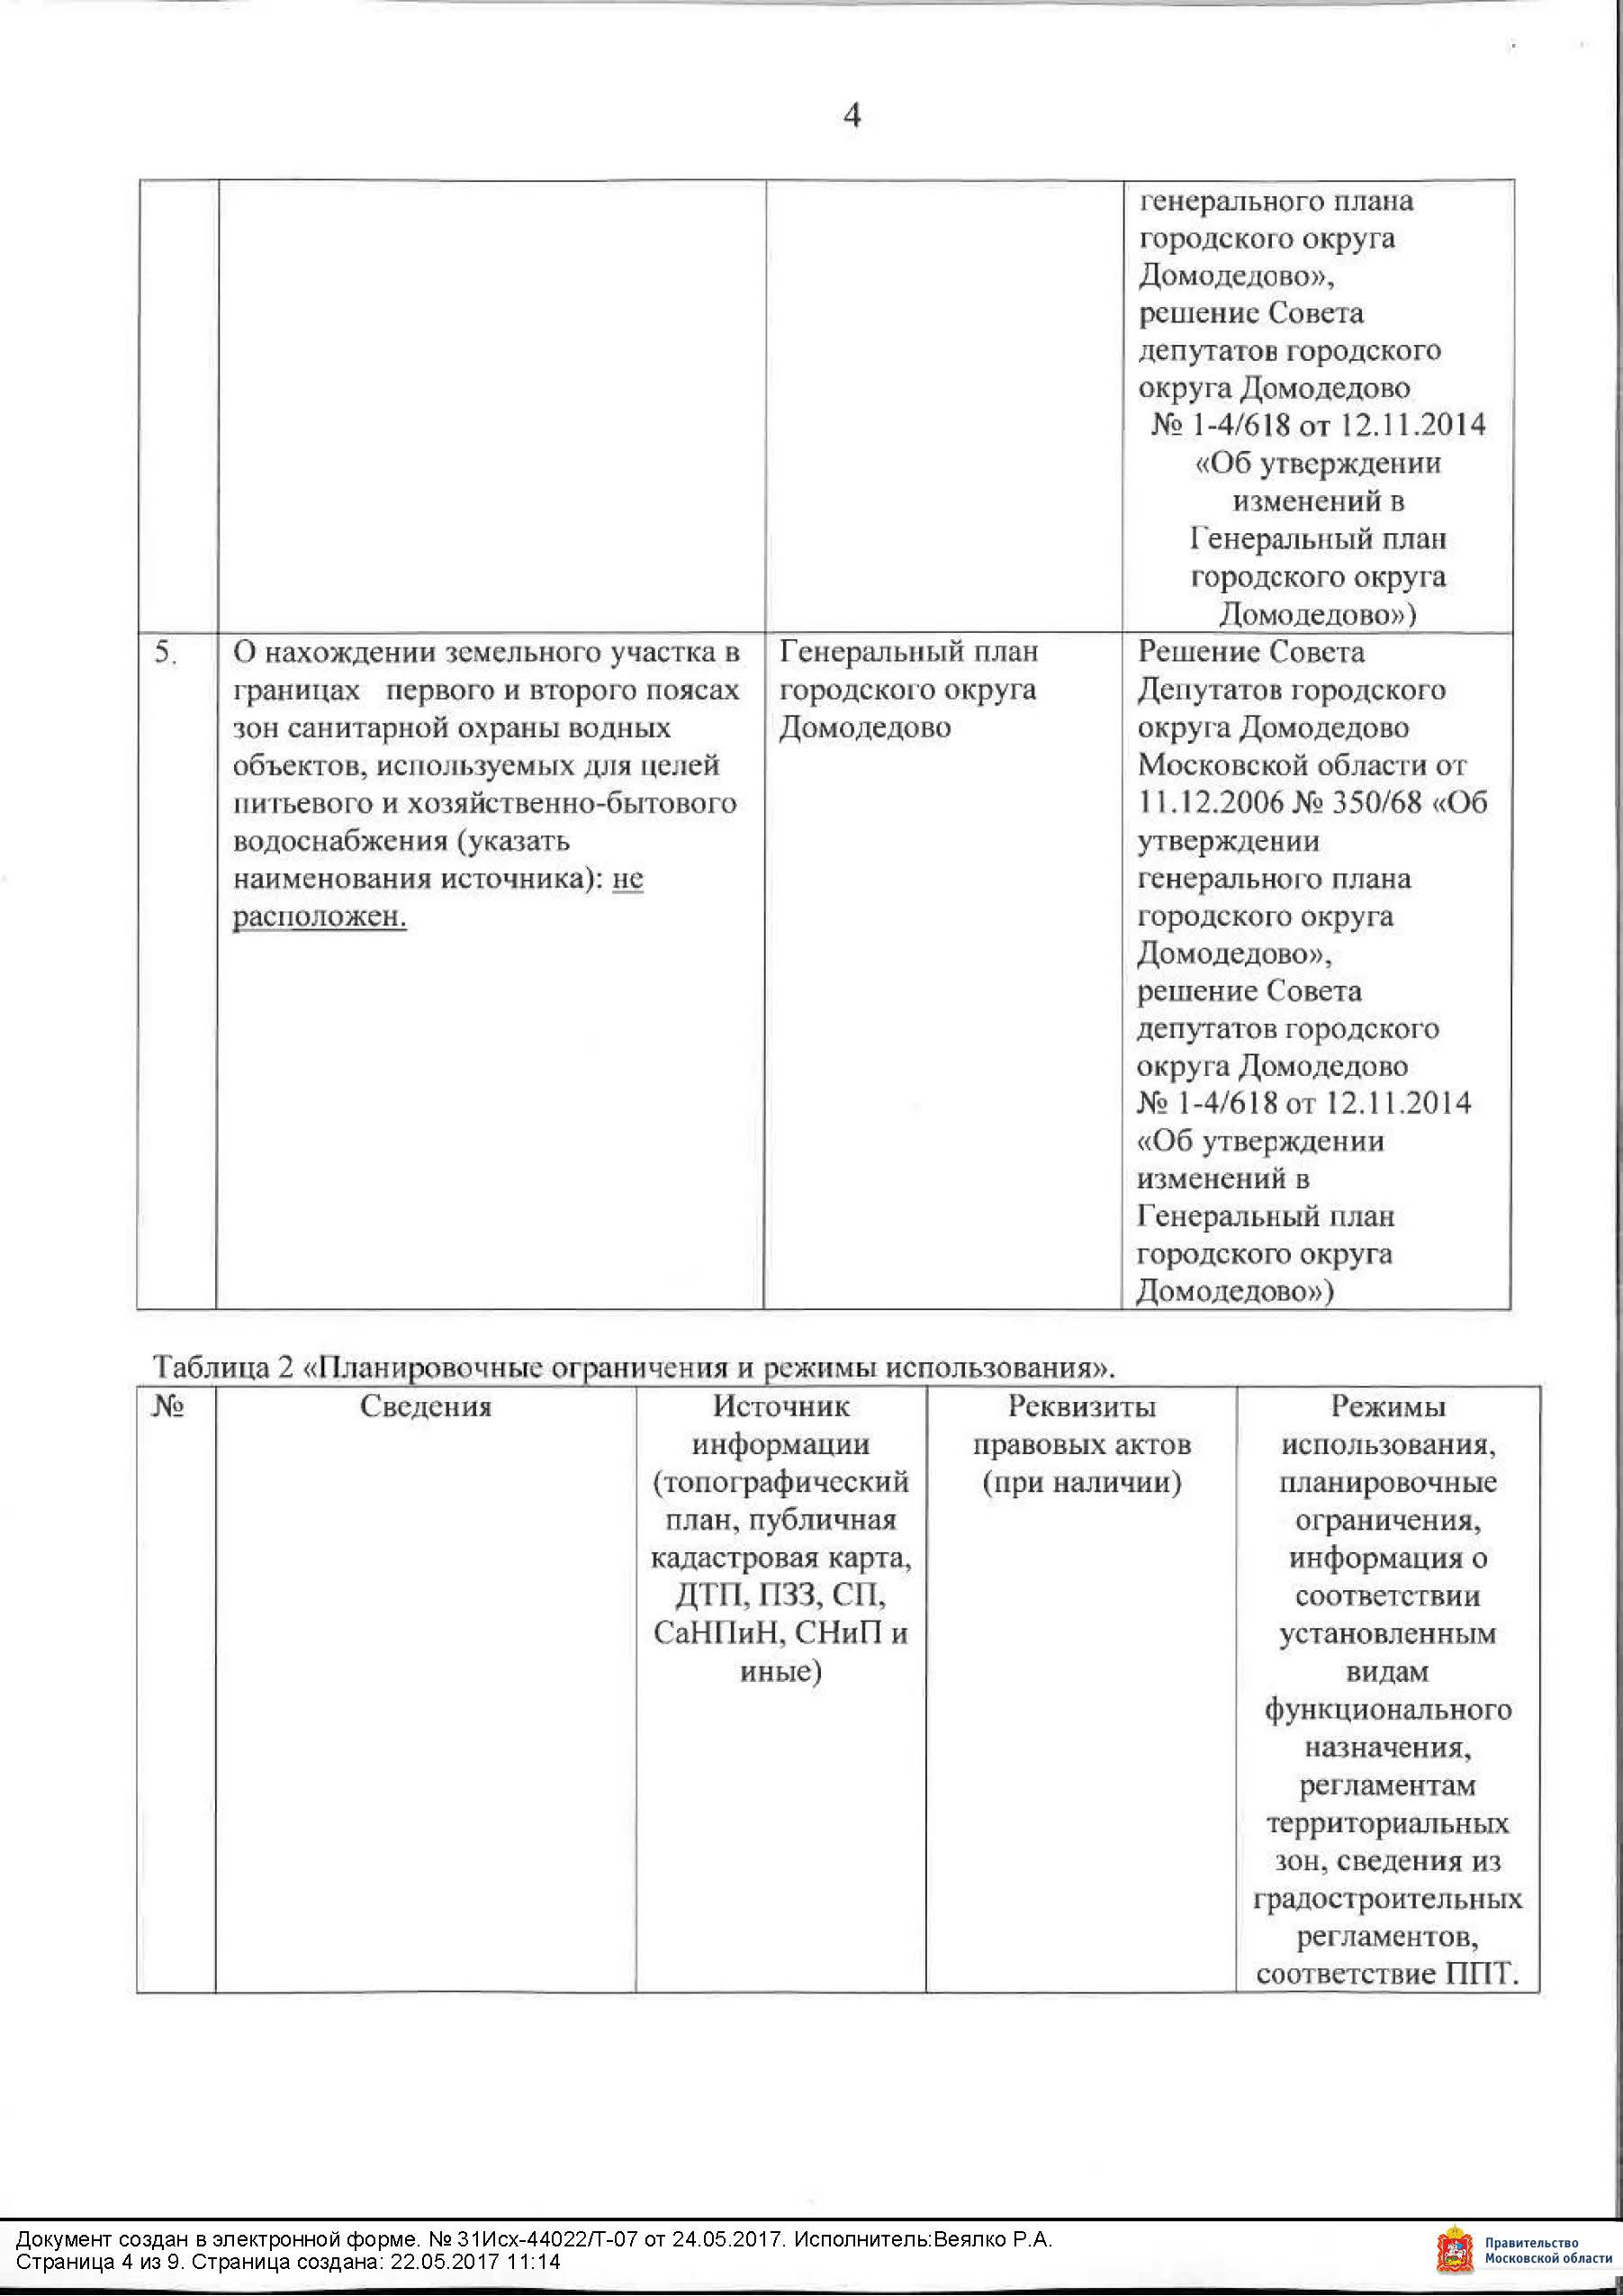 4
генерального плана
городского округа
Домодедово»,
решение Совета
депутатов городского
округа Домодедово
№ 1-4/618 от 12.11.2014
«Об утверждении
изменений в
Генеральный план
городского округа
Домодедово»)
5.
О нахождении земельного участка в
границах первого и второго поясах
зон санитарной охраны водных
объектов, используемых для целей
питьевого и хозяйственно-бытового
водоснабжения (указать
наименования источника): не
расположен.
Генеральный план
городского округа
Домодедово
Решение Совета
Депутатов городского
округа Домодедово
Московской области от
11.12.2006 № 350/68 «Об
утверждении
генерального плана
городского округа
Домодедово»,
решение Совета
депутатов городского
округа Домодедово
№ 1-4/618 от 12.11.2014
«Об утверждении
изменений в
Генеральный план
городского округа
Домодедово»)
Таблица 2 «Планировочные ограничения и режимы использования».
№
Сведения
Источник
информации
(топографический
план, публичная
кадастровая карта,
ДТП, ПЗЗ, СП,
СаНПиН, СНиП и
иные)
Реквизиты
правовых актов
(при наличии)
Режимы
использования,
планировочные
ограничения,
информация о
соответствии
установленным
видам
функционального
назначения,
регламентам
территориальных
зон, сведения из
градостроительных
регламентов,
соответствие ППТ.
Документ создан в электронной форме. № 31Исх-44022/Т-07 от 24.05.2017. Исполнитель:Веялко Р.А.
Страница 4 из 9. Страница создана: 22.05.2017 11:14
Правительство
Московской области